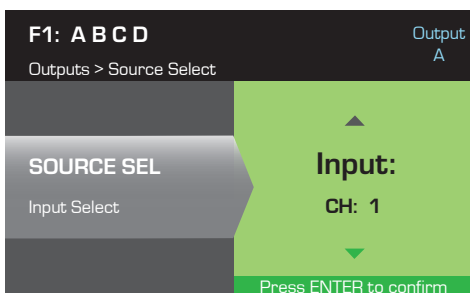 F1: A B C D
Output
A
Outputs > Source Select
SOURCE SEL
Input Select
Input:
CH: 1
Press ENTER to confirm